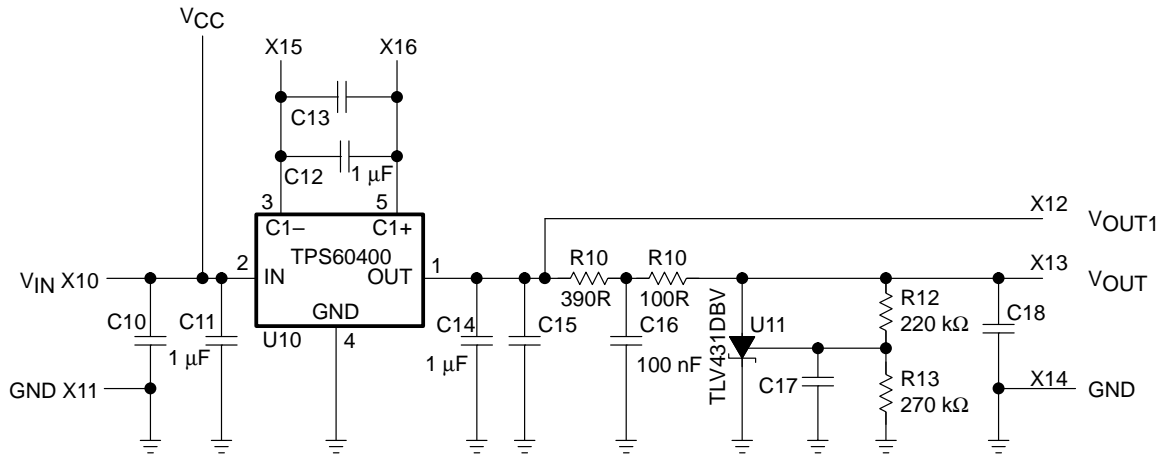 VCC
X15
X16
C13
C12
1 μF
3
5
C1−
C1+
TPS60400
X12
VOUT1
VIN X10
2
IN
OUT
1
R10
390R
R10
100R
X13
VOUT
GND
C10
C11
1 μF
U10
4
C14
1 μF
C15
C16
100 nF
TLV431DBV
U11
C17
R12
220 kΩ
C18
R13
270 kΩ
GND X11
X14
GND